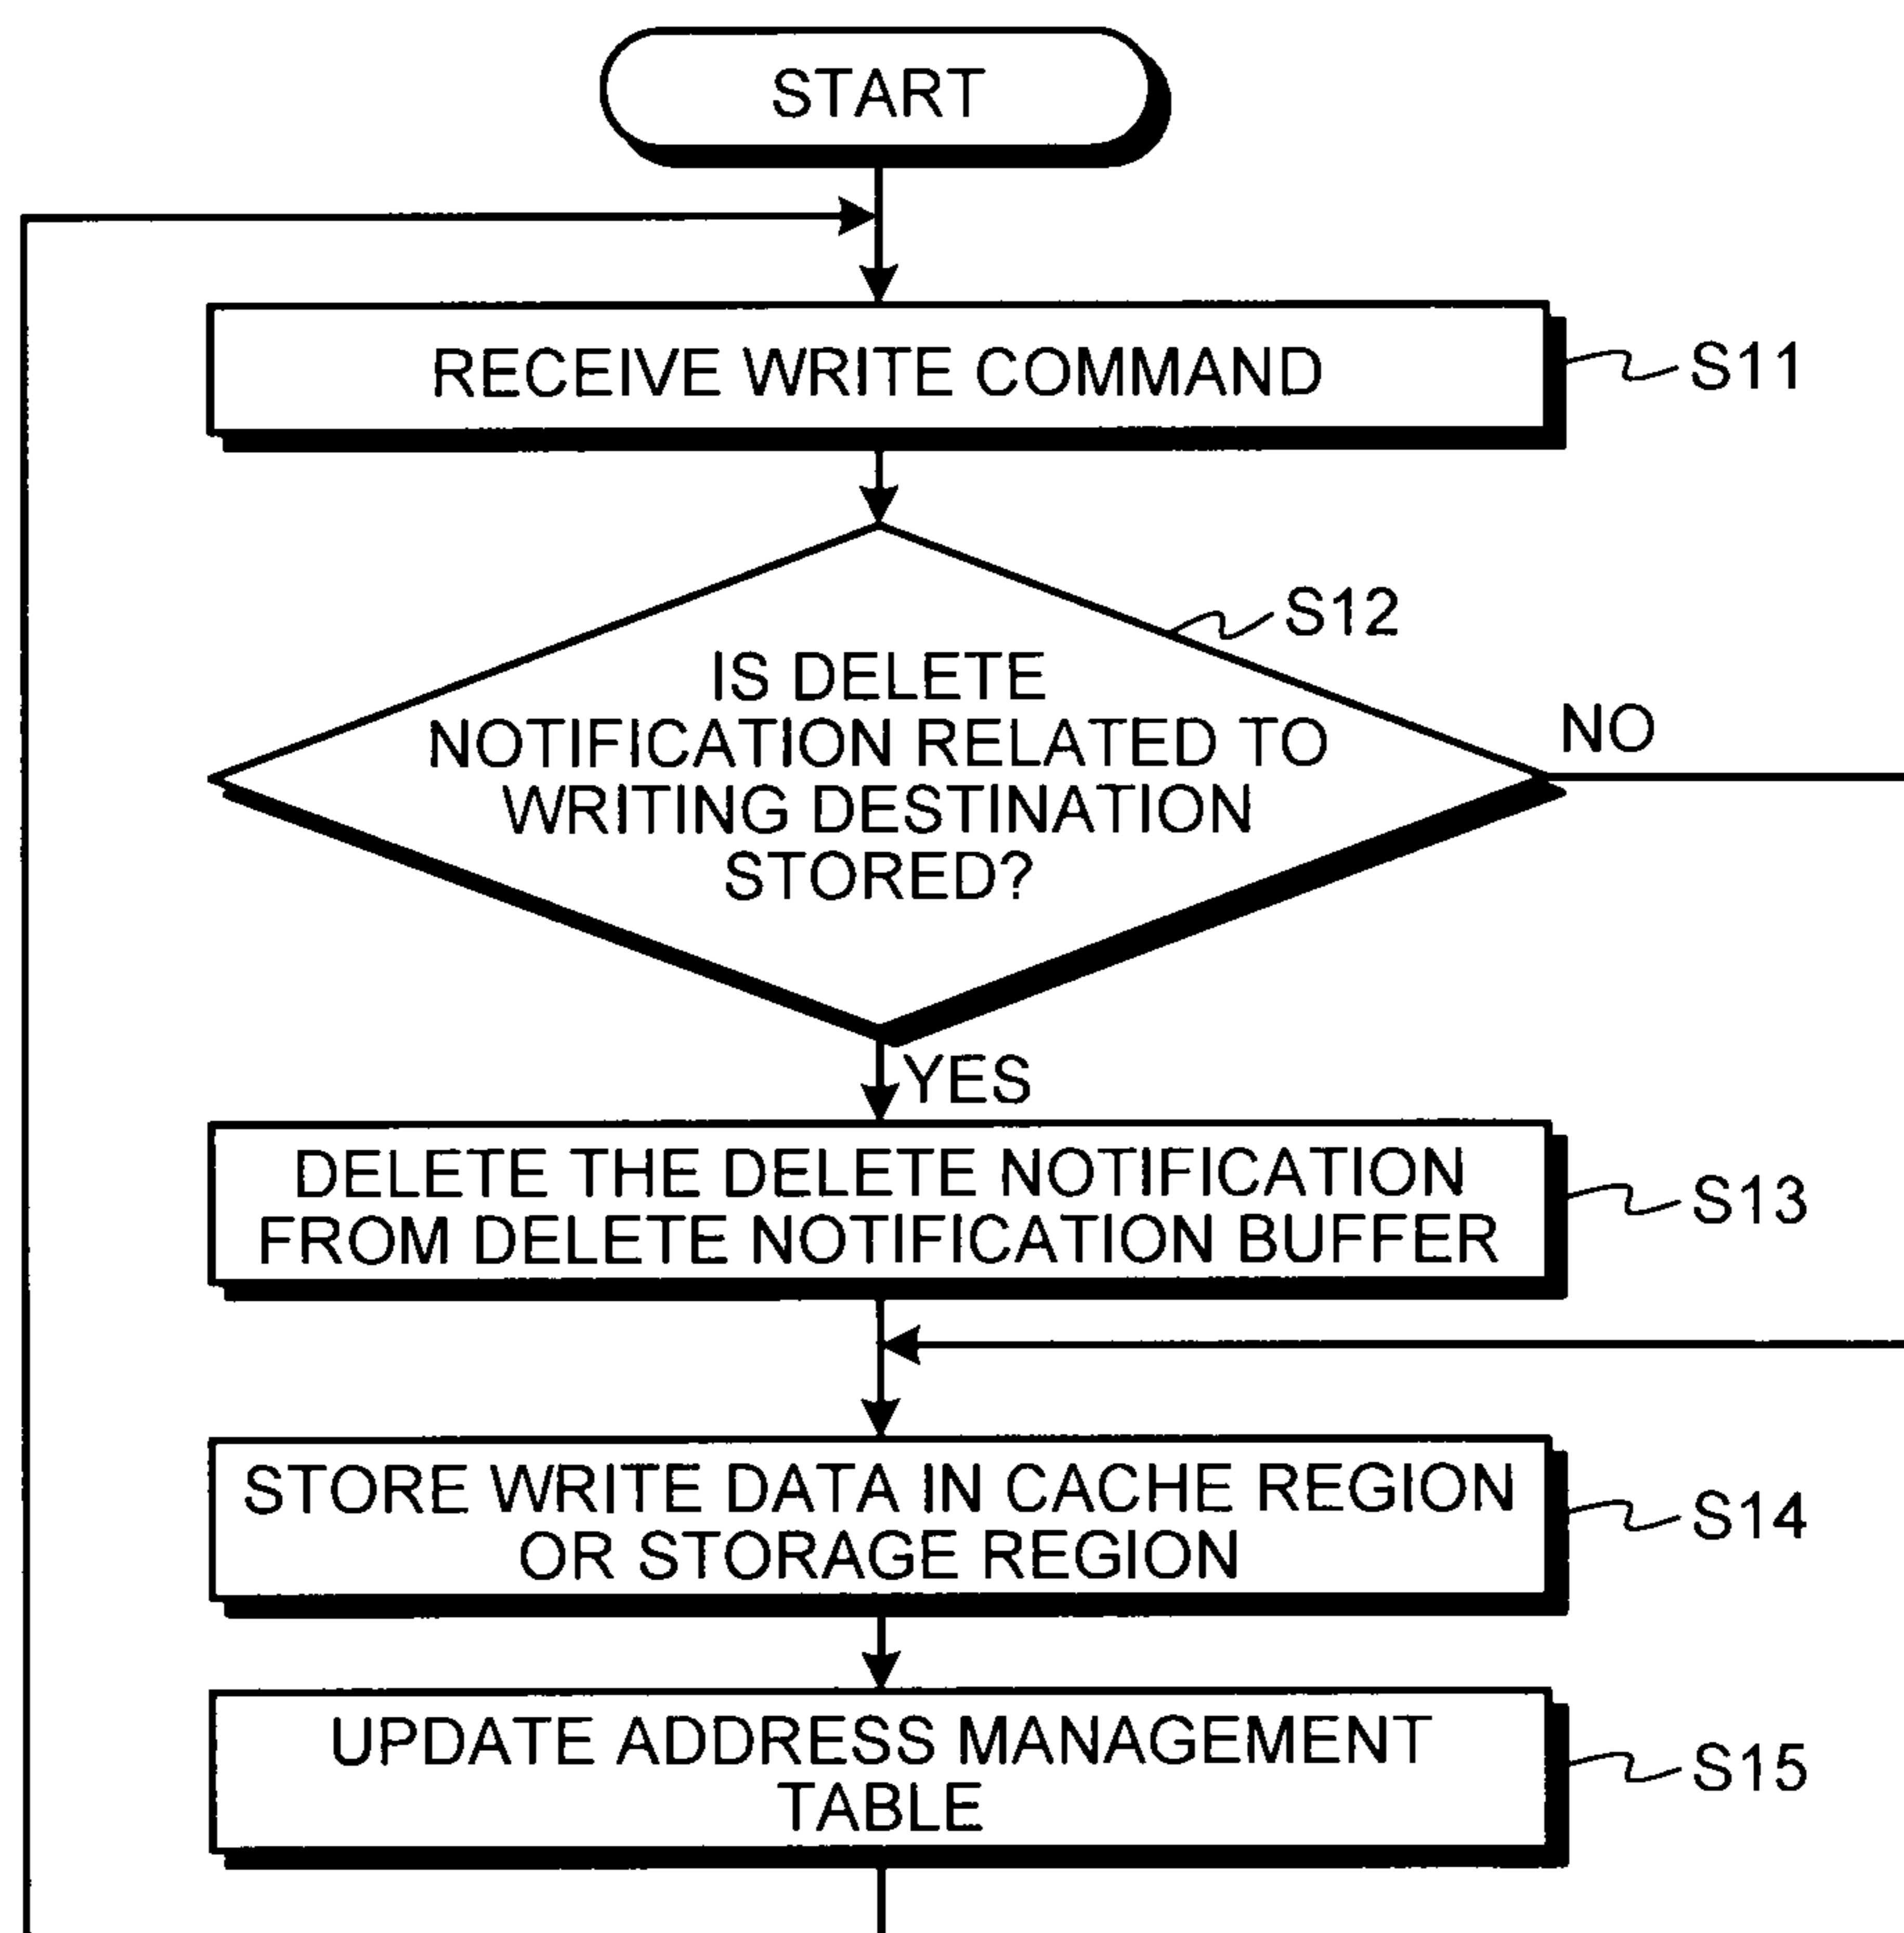 START
RECEIVE WRITE COMMAND
S11
S12
IS DELETE
NOTIFICATION RELATED TO
WRITING DESTINATION
STORED?
NO
YES
DELETE THE DELETE NOTIFICATION
FROM DELETE NOTIFICATION BUFFER
S13
STORE WRITE DATA IN CACHE REGION
OR STORAGE REGION
S14
UPDATE ADDRESS MANAGEMENT
TABLE
S15